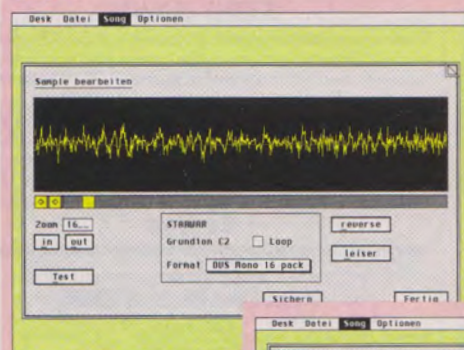 Desk Datei Song Optionen
Sample bearbeiten
Zoom 16__
in out
Test
STARWAR
Grundton C2 Loop
Format DVS Mono 16 pack
reverse
leiser
Sichern Fertig
Desk Datei Song Optionen